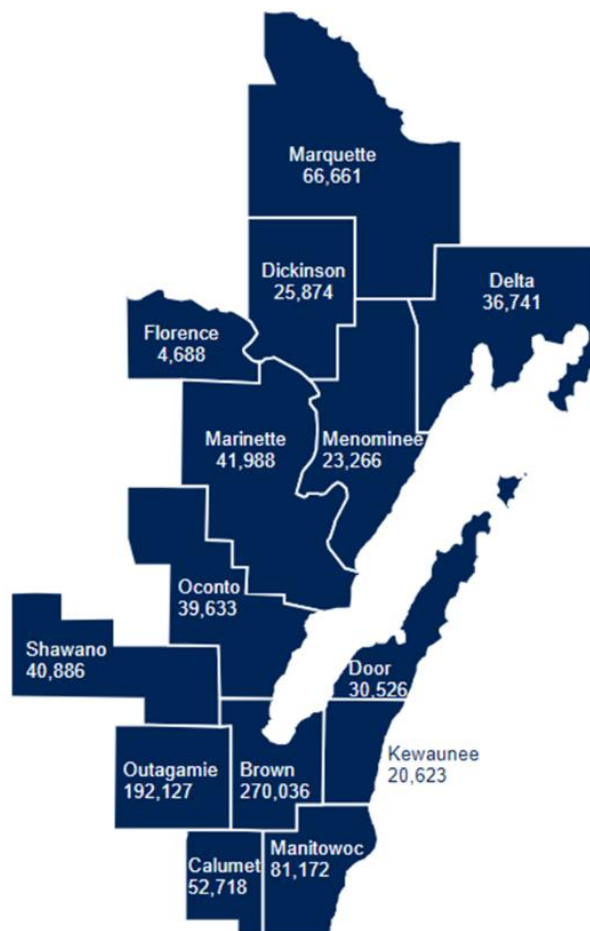 Marquette
66,661
Dickinson
25,874
Delta
36,741
Florence
4,688
Marinette
41,988
Menominee
23,266
Oconto
39,633
Shawano
40,886
Door
30,526
Outagamie
192,127
Brown
270,036
Kewaunee
20,623
Calumet
52,718
Manitowoc
81,172